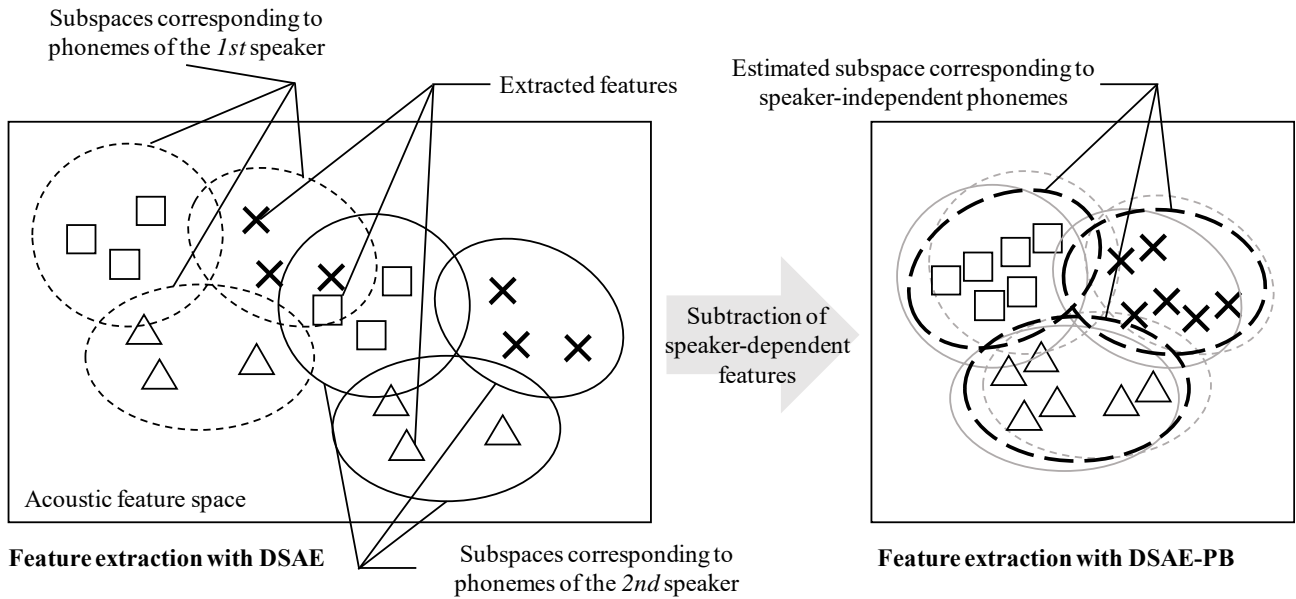 Subspaces corresponding to
phonemes of the 1st speaker
Extracted features
Estimated subspace corresponding to
speaker-independent phonemes
Subtraction of
speaker-dependent
features
Acoustic feature space
Feature extraction with DSAE
Subspaces corresponding to
phonemes of the 2nd speaker
Feature extraction with DSAE-PB